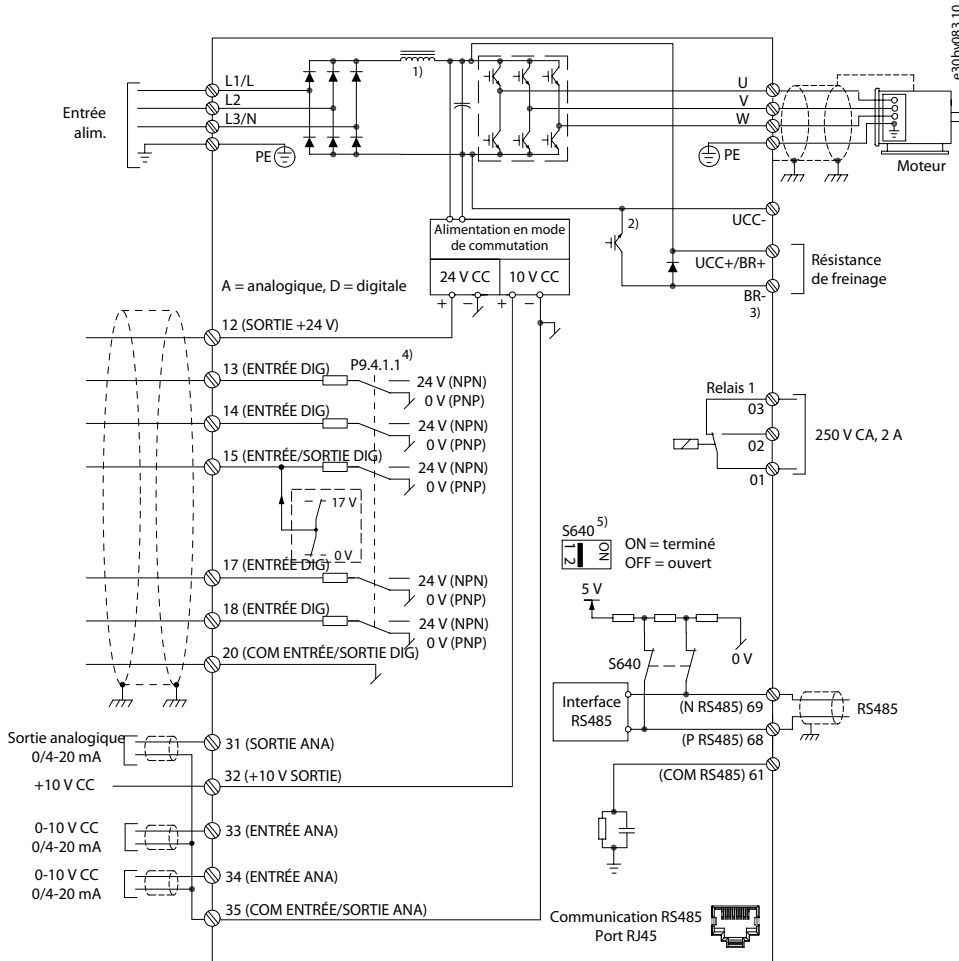 e30bv083.10
1)
L1/L
L2
L3/N
PE
Entrée
alim.
U
V
W
PE
Moteur
UCC-
2)
UCC+/BR+
BR-
3)
Résistance
de freinage
Alimentation en mode
de commutation
24 V CC
10 V CC
+ − + −
A = analogique, D = digitale
12 (SORTIE +24 V)
P9.4.1.1 4)
13 (ENTRÉE DIG)
24 V (NPN)
0 V (PNP)
14 (ENTRÉE DIG)
24 V (NPN)
0 V (PNP)
15 (ENTRÉE/SORTIE DIG)
24 V (NPN)
0 V (PNP)
17 V
0 V
17 (ENTRÉE DIG)
24 V (NPN)
0 V (PNP)
18 (ENTRÉE DIG)
24 V (NPN)
0 V (PNP)
20 (COM ENTRÉE/SORTIE DIG)
Relais 1
03
02
01
250 V CA, 2 A
S640 5)
1 2
ON
ON = terminé
OFF = ouvert
5 V
0 V
S640
Interface
RS485
(N RS485) 69
(P RS485) 68
RS485
(COM RS485) 61
Sortie analogique
0/4-20 mA
31 (SORTIE ANA)
+10 V CC
32 (+10 V SORTIE)
0-10 V CC
0/4-20 mA
33 (ENTRÉE ANA)
0-10 V CC
0/4-20 mA
34 (ENTRÉE ANA)
35 (COM ENTRÉE/SORTIE ANA)
Communication RS485
Port RJ45